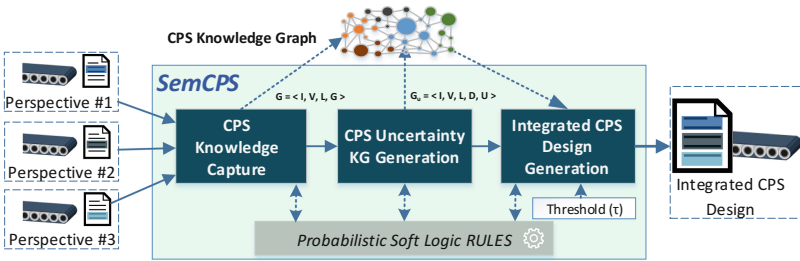 CPS Knowledge Graph
SemCPS
Perspective #1
Perspective #2
Perspective #3
G = < I, V, L, G >
Gu = < I, V, L, D, U >
CPS
Knowledge
Capture
CPS Uncertainty
KG Generation
Integrated CPS
Design
Generation
Threshold (τ)
Probabilistic Soft Logic RULES
Integrated CPS
Design